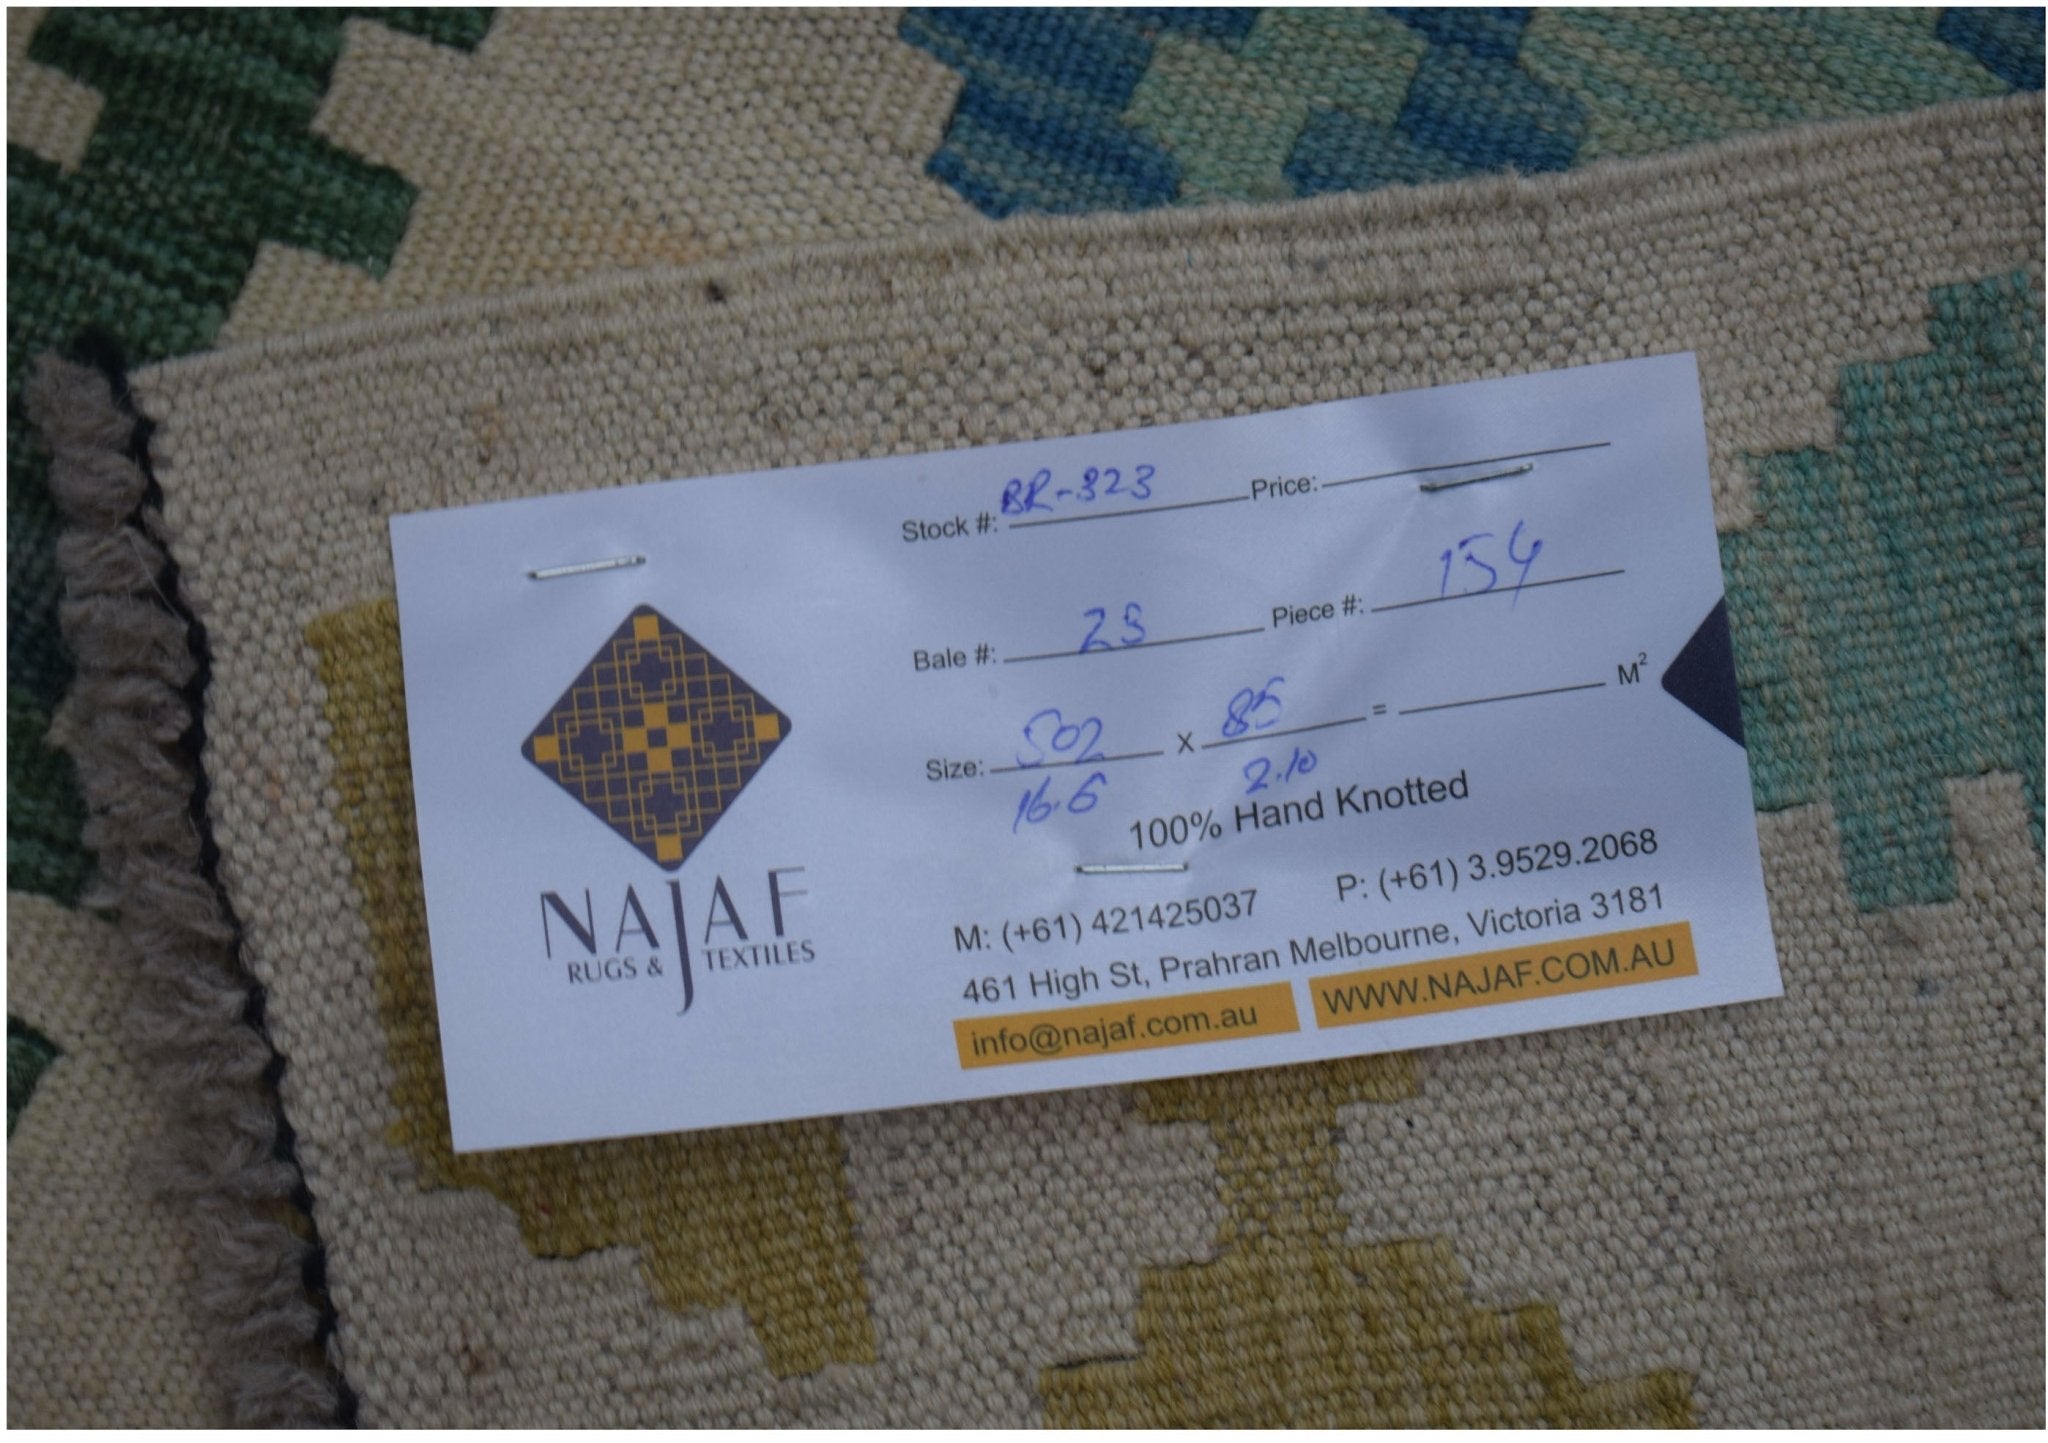 NAJAF
RUGS & TEXTILES
Stock #: BR-323 Price:
Bale #: 23 Piece #: 154
Size: 502 x 85 = M²
16.6 2.10
100% Hand Knotted
M: (+61) 421425037 P: (+61) 3.9529.2068
461 High St, Prahran Melbourne, Victoria 3181
info@najaf.com.au WWW.NAJAF.COM.AU